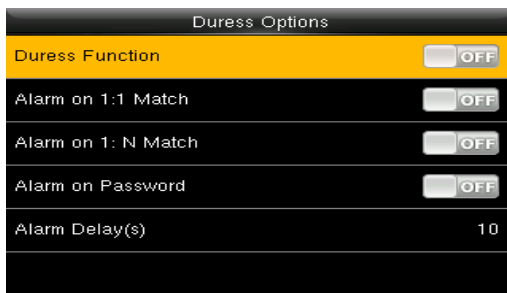 Duress Options
Duress Function OFF
Alarm on 1:1 Match OFF
Alarm on 1: N Match OFF
Alarm on Password OFF
Alarm Delay(s) 10